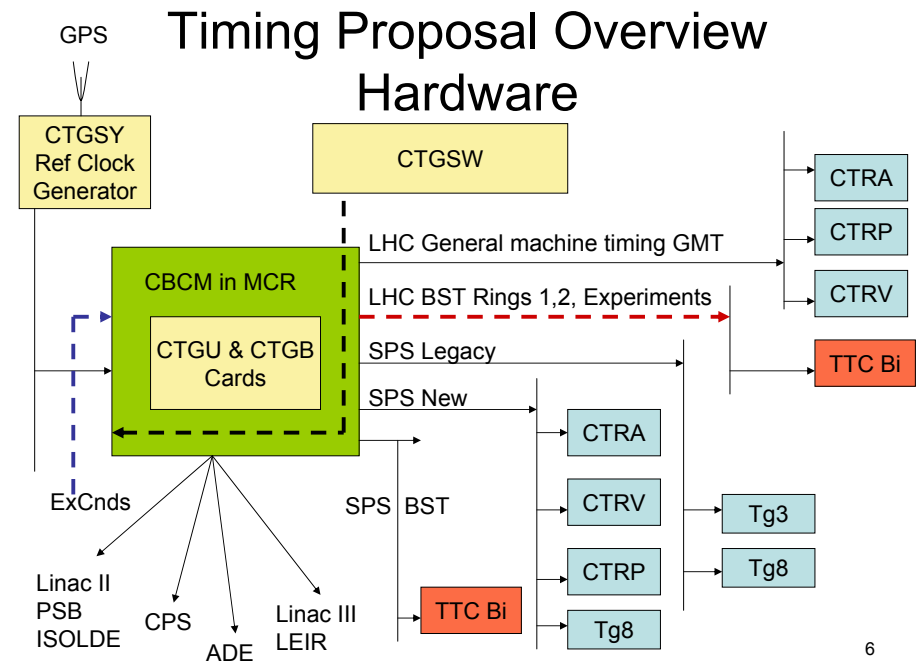 Timing Proposal Overview
Hardware
GPS
CTGSY
Ref Clock
Generator
CTGSW
CTRA
CTRP
CTRV
LHC General machine timing GMT
CBCM in MCR
LHC BST Rings 1,2, Experiments
CTGU & CTGB
Cards
SPS Legacy
TTC Bi
SPS New
CTRA
ExCnds
SPS BST
CTRV
Tg3
CTRP
Tg8
Linac II
PSB
ISOLDE
CPS
ADE
Linac III
LEIR
TTC Bi
Tg8
6